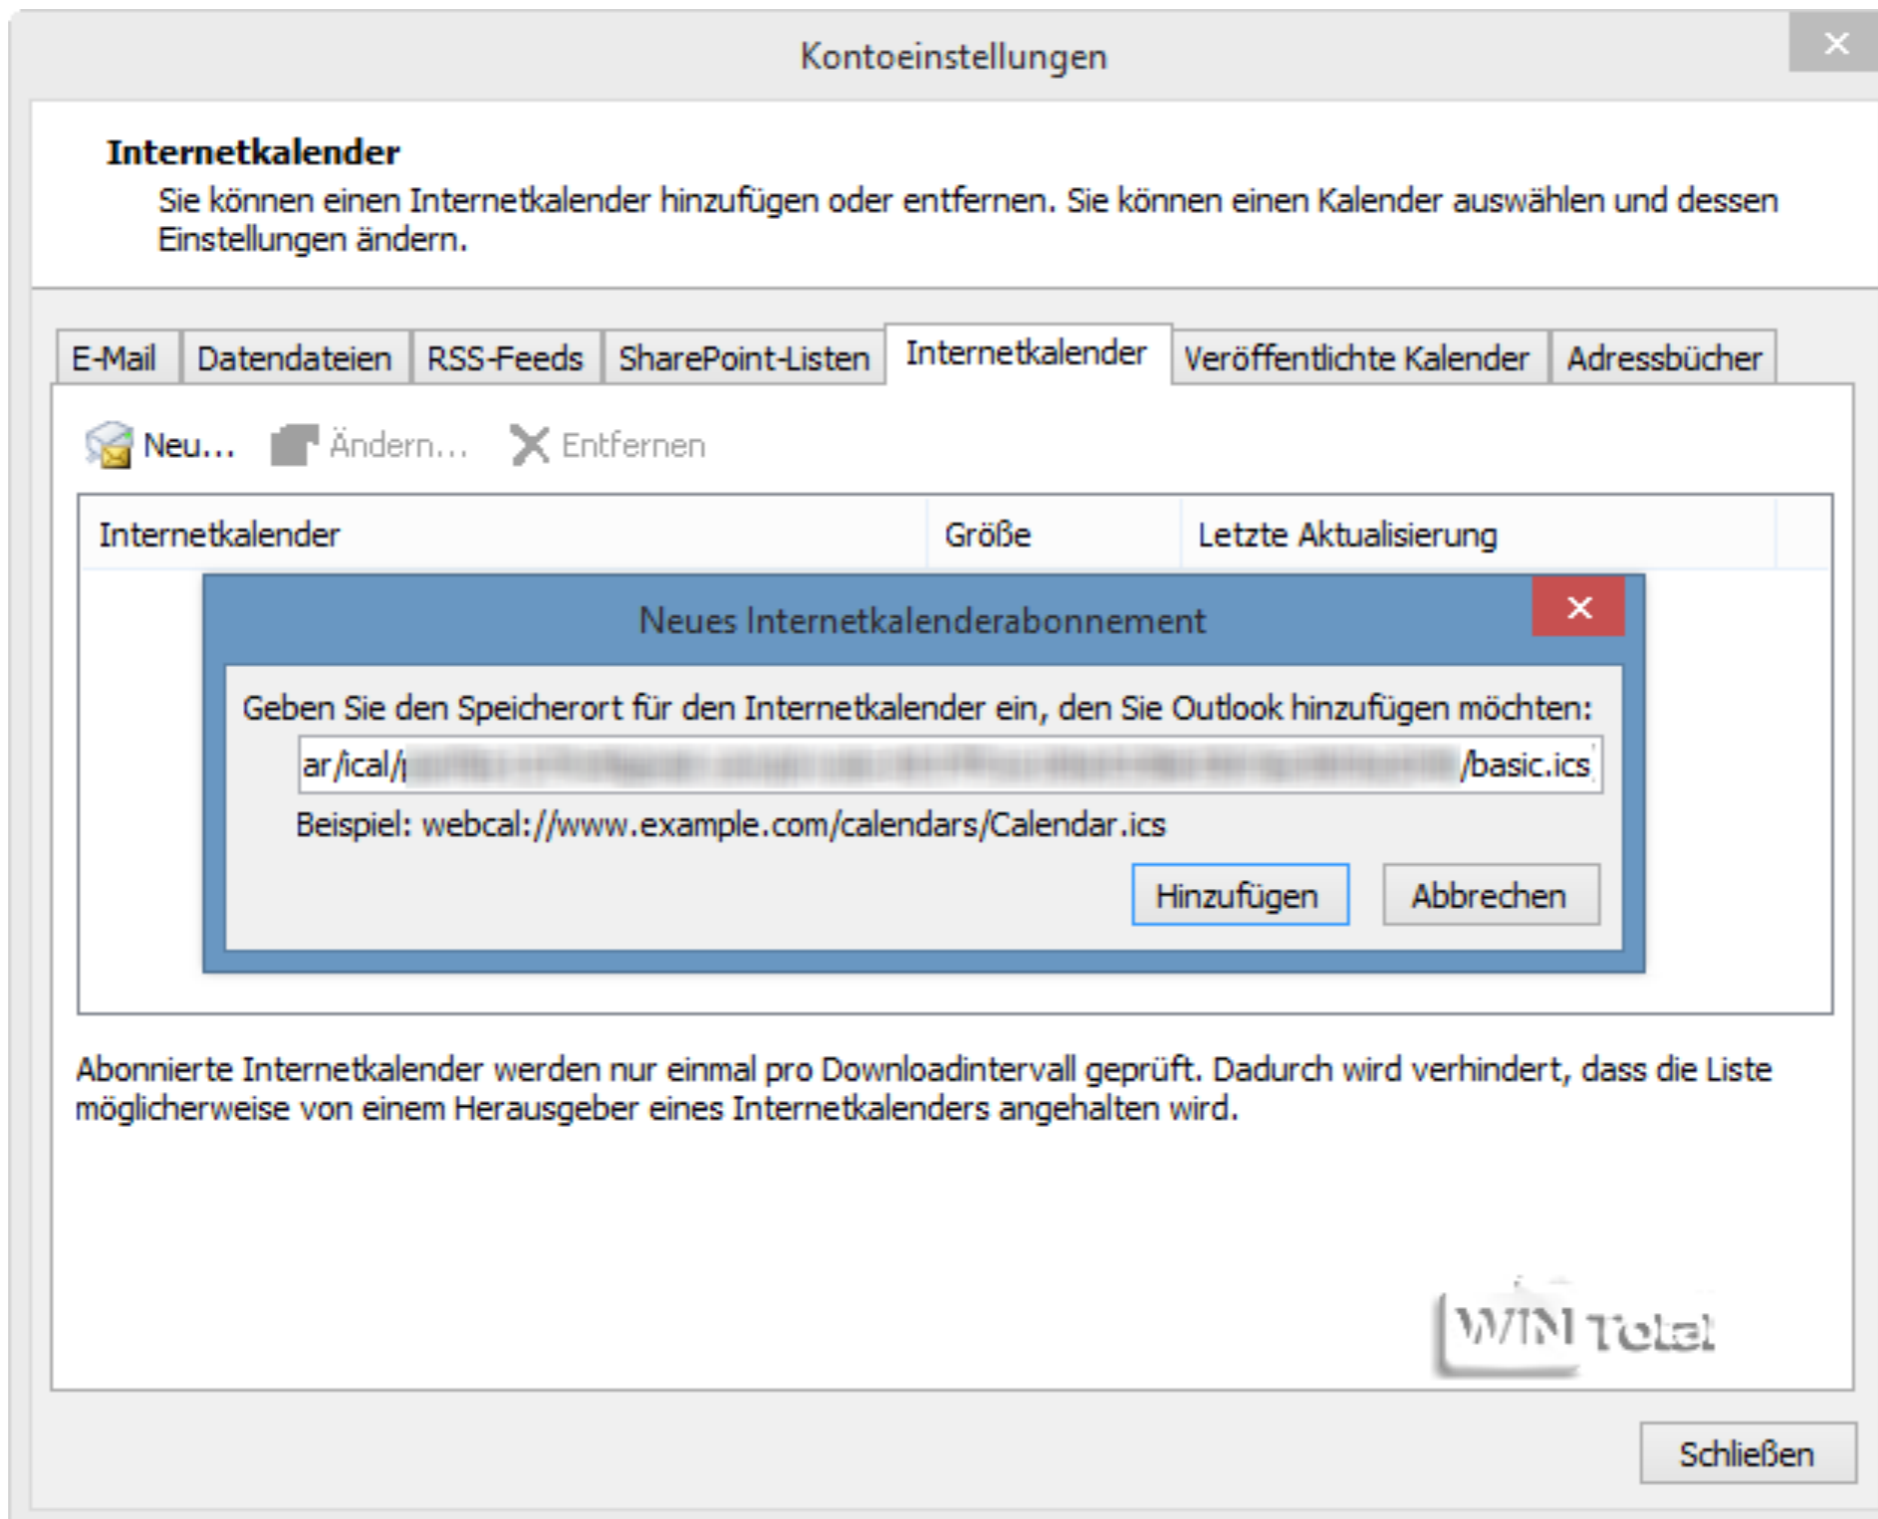 Kontoeinstellungen
Internetkalender
Sie können einen Internetkalender hinzufügen oder entfernen. Sie können einen Kalender auswählen und dessen
Einstellungen ändern.
E-Mail Datendateien RSS-Feeds SharePoint-Listen Internetkalender Veröffentlichte Kalender Adressbücher
Neu... Ändern... Entfernen
Internetkalender Größe Letzte Aktualisierung
Neues Internetkalenderabonnement
Geben Sie den Speicherort für den Internetkalender ein, den Sie Outlook hinzufügen möchten:
ar/ical/ /basic.ics
Beispiel: webcal://www.example.com/calendars/Calendar.ics
Hinzufügen Abbrechen
Abonnierte Internetkalender werden nur einmal pro Downloadintervall geprüft. Dadurch wird verhindert, dass die Liste
möglicherweise von einem Herausgeber eines Internetkalenders angehalten wird.
WIN Total
Schließen